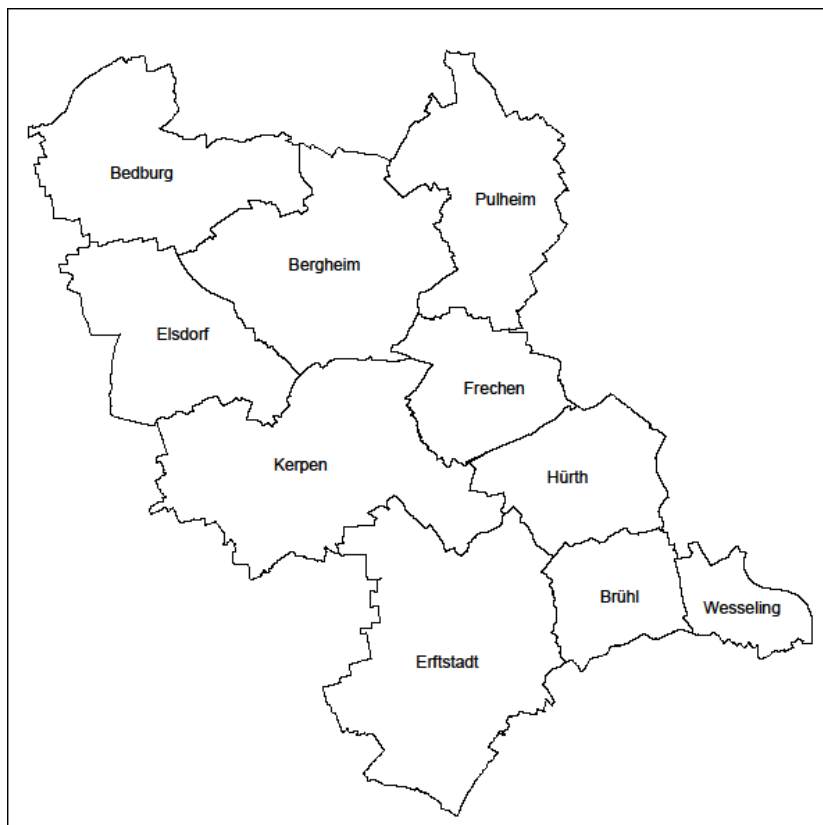 Bedburg
Pulheim
Bergheim
Elsdorf
Frechen
Kerpen
Hürth
Brühl
Wesseling
Erftstadt